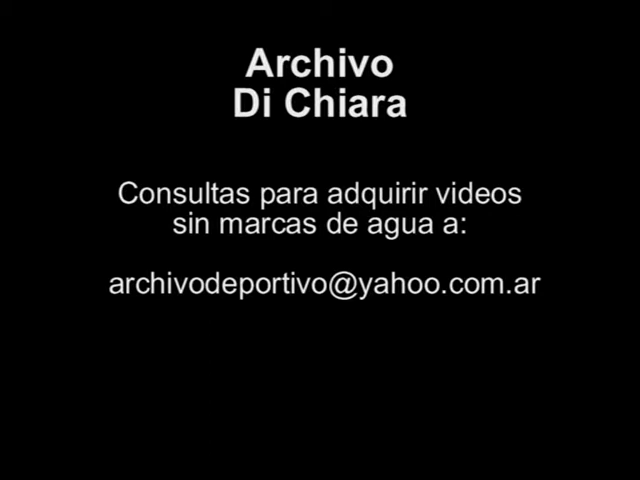 Archivo
Di Chiara
Consultas para adquirir videos
sin marcas de agua a:
archivodeportivo@yahoo.com.ar